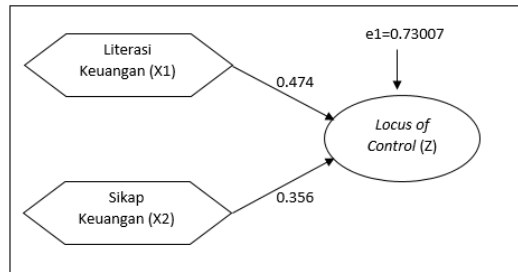 Literasi
Keuangan (X1)
e1=0.73007
0.474
Locus of
Control (Z)
Sikap
Keuangan (X2)
0.356